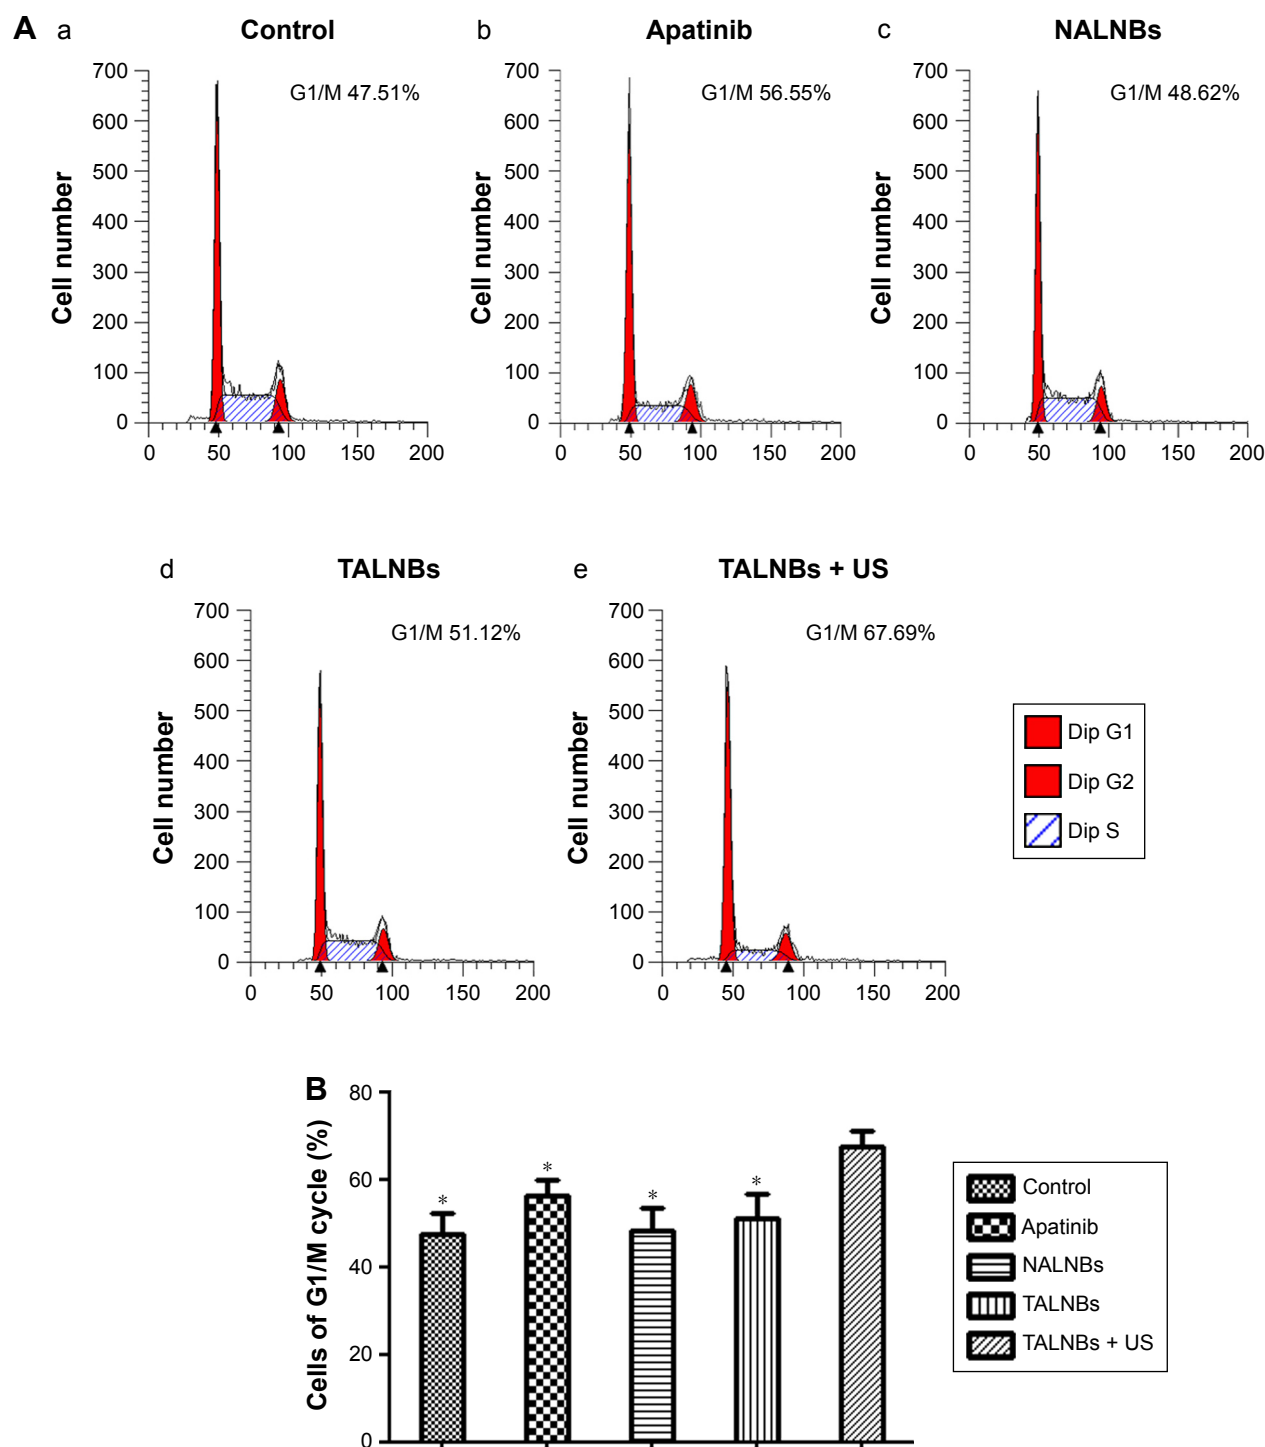 A a Control b Apatinib c NALNBs
G1/M 47.51% G1/M 56.55% G1/M 48.62%
700 700 700
600 600 600
500 500 500
400 400 400
300 300 300
200 200 200
100 100 100
0 0 0
Cell number Cell number Cell number
0 50 100 150 200 0 50 100 150 200 0 50 100 150 200
d TALNBs e TALNBs + US
G1/M 51.12% G1/M 67.69%
700 700
600 600
500 500
400 400
300 300
200 200
100 100
0 0
Cell number Cell number
0 50 100 150 200 0 50 100 150 200
Dip G1
Dip G2
Dip S
B
Cells of G1/M cycle (%)
80
60
40
20
0
* * * *
Control
Apatinib
NALNBs
TALNBs
TALNBs + US